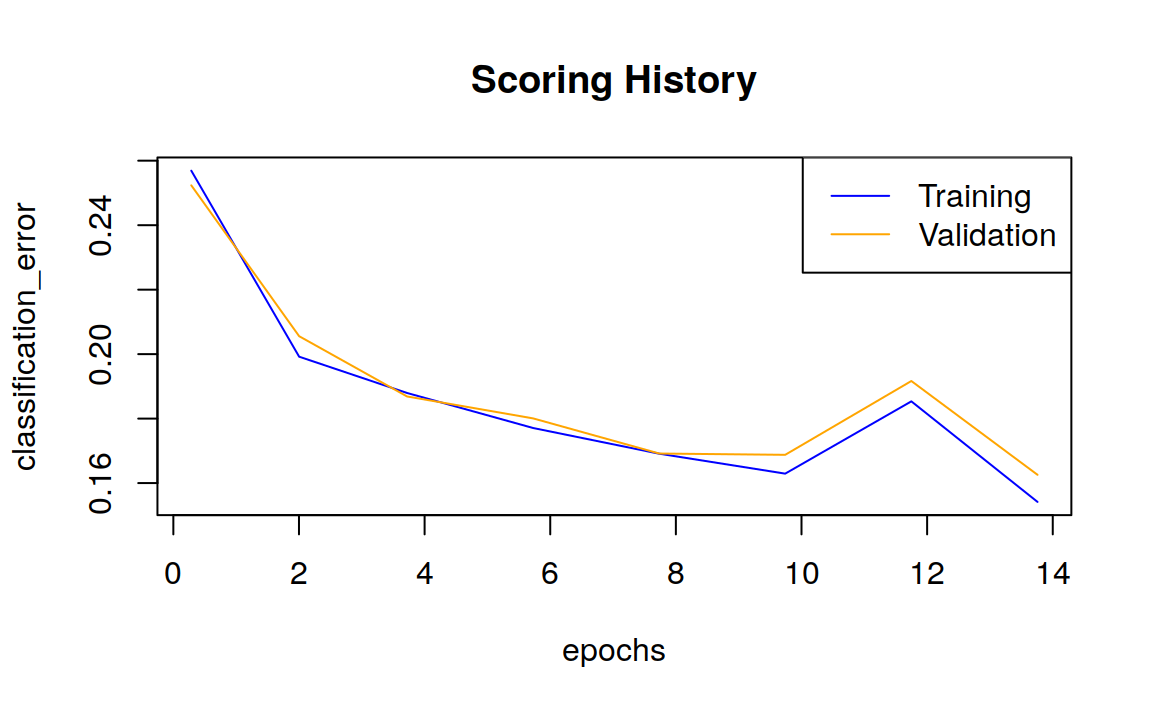 Scoring History
Training
Validation
classification_error
0.24
0.20
0.16
0 2 4 6 8 10 12 14
epochs